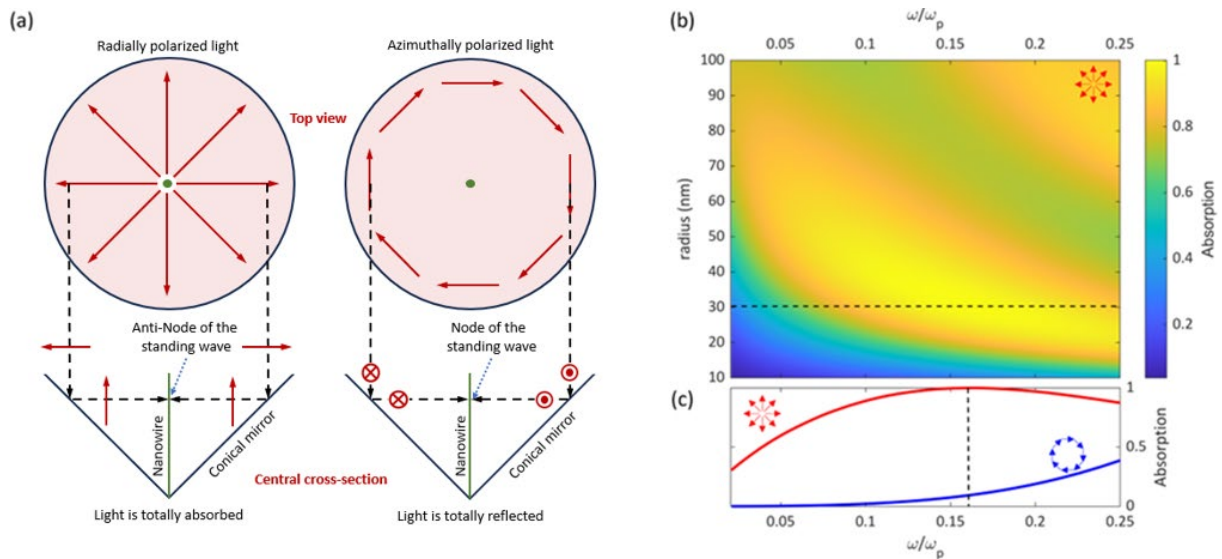 (a)
Radially polarized light
Azimuthally polarized light
Top view
Anti-Node of the
standing wave
Node of the
standing wave
Nanowire
Conical mirror
Nanowire
Conical mirror
Central cross-section
Light is totally absorbed
Light is totally reflected
(b)
ω/ωp
0.05 0.1 0.15 0.2 0.25
100
90
80
70
60
50
40
30
20
10
radius (nm)
1
0.8
0.6
0.4
0.2
Absorption
(c)
1
0.5
0
Absorption
0.05 0.1 0.15 0.2 0.25
ω/ωp